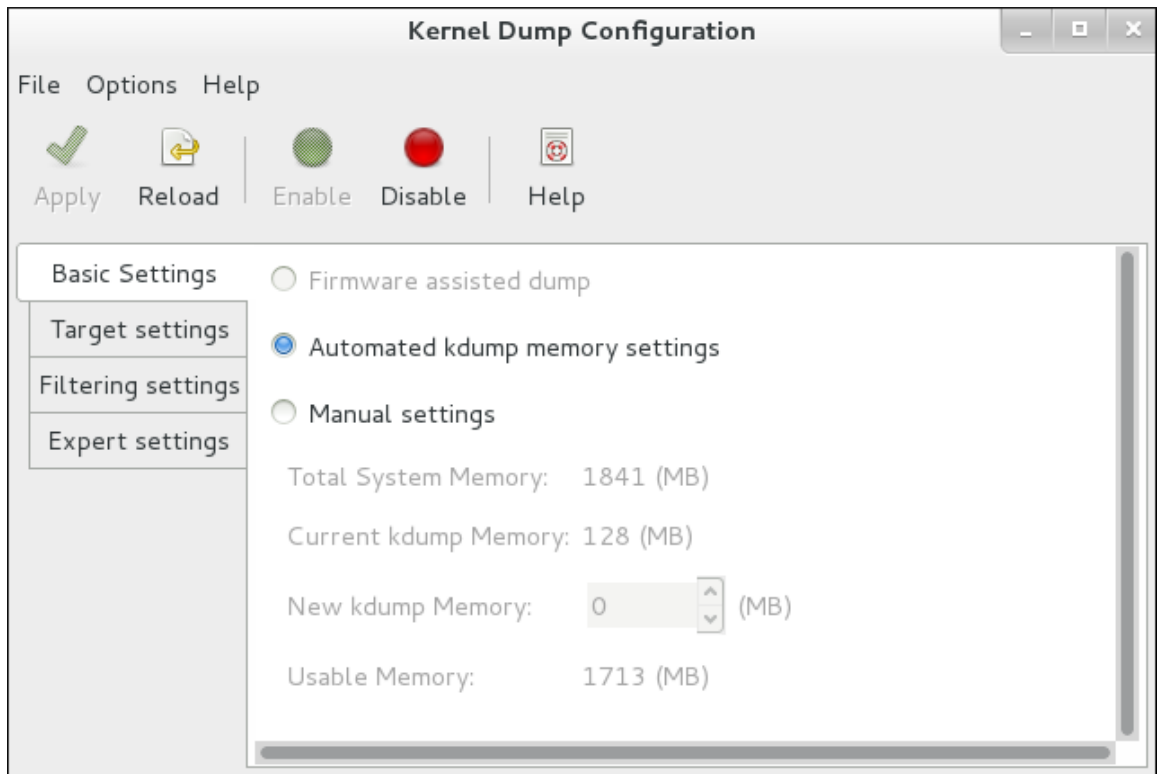 Kernel Dump Configuration
File Options Help
Apply Reload Enable Disable Help
Basic Settings
Target settings
Filtering settings
Expert settings
Firmware assisted dump
Automated kdump memory settings
Manual settings
Total System Memory: 1841 (MB)
Current kdump Memory: 128 (MB)
New kdump Memory: 0 (MB)
Usable Memory: 1713 (MB)